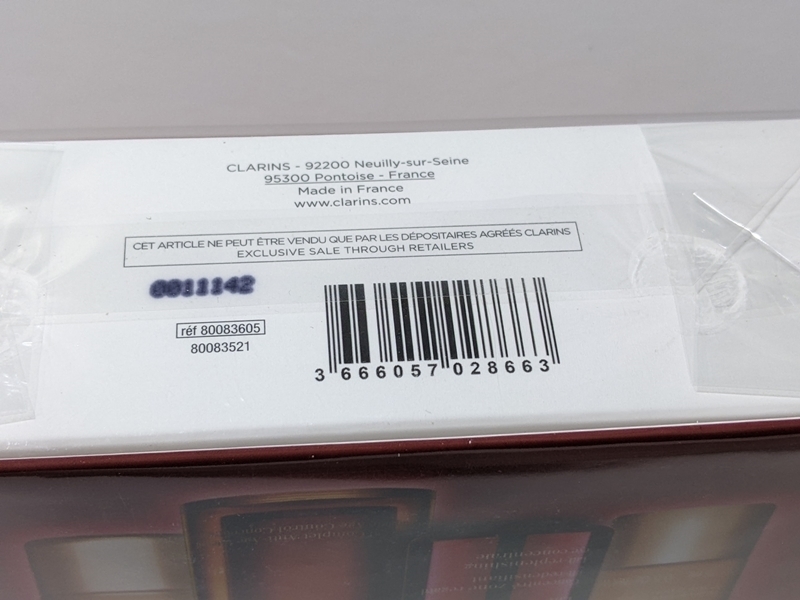 CLARINS - 92200 Neuilly-sur-Seine
95300 Pontoise - France
Made in France
www.clarins.com
CET ARTICLE NE PEUT ÊTRE VENDU QUE PAR LES DÉPOSITAIRES AGRÉÉS CLARINS
EXCLUSIVE SALE THROUGH RETAILERS
0011142
réf 80083605
80083521
3 666057 028663